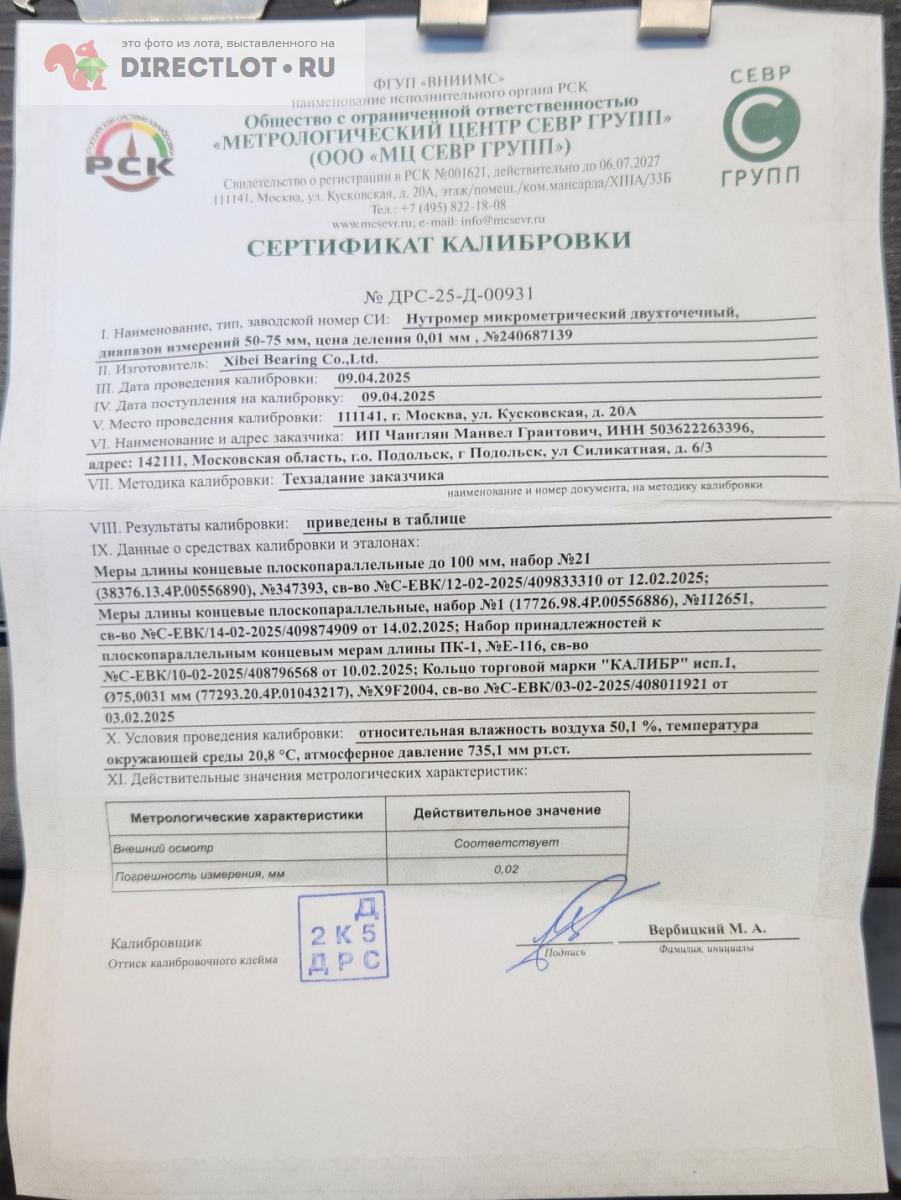 это фото из лота, выставленного на
DIRECTLOT.RU
ФГУП «ВНИИМС»
наименование исполнительного органа РСК
Общество с ограниченной ответственностью
«МЕТРОЛОГИЧЕСКИЙ ЦЕНТР СЕВР ГРУПП»
(ООО «МЦ СЕВР ГРУПП»)
Свидетельство о регистрации в РСК №001621, действительно до 06.07.2027
111141, Москва, ул. Кусковская, д. 20А, этаж/помещ./ком.мансарда/XIIIА/33Б
Тел.: +7 (495) 822-18-08
www.mcsevr.ru; e-mail: info@mcsevr.ru
РСК
СЕВР
ГРУПП
СЕРТИФИКАТ КАЛИБРОВКИ
№ ДРС-25-Д-00931
I. Наименование, тип, заводской номер СИ: Нутромер микрометрический двухточечный,
диапазон измерений 50-75 мм, цена деления 0,01 мм , №240687139
II. Изготовитель: Xibei Bearing Co.,Ltd.
III. Дата проведения калибровки: 09.04.2025
IV. Дата поступления на калибровку: 09.04.2025
V. Место проведения калибровки: 111141, г. Москва, ул. Кусковская, д. 20А
VI. Наименование и адрес заказчика: ИП Чанглян Манвел Грантович, ИНН 503622263396,
адрес: 142111, Московская область, г.о. Подольск, г Подольск, ул Силикатная, д. 6/3
VII. Методика калибровки: Техзадание заказчика
наименование и номер документа, на методику калибровки
VIII. Результаты калибровки: приведены в таблице
IX. Данные о средствах калибровки и эталонах:
Меры длины концевые плоскопараллельные до 100 мм, набор №21
(38376.13.4Р.00556890), №347393, св-во №С-ЕВК/12-02-2025/409833310 от 12.02.2025;
Меры длины концевые плоскопараллельные, набор №1 (17726.98.4Р.00556886), №112651,
св-во №С-ЕВК/14-02-2025/409874909 от 14.02.2025; Набор принадлежностей к
плоскопараллельным концевым мерам длины ПК-1, №Е-116, св-во
№С-ЕВК/10-02-2025/408796568 от 10.02.2025; Кольцо торговой марки "КАЛИБР" исп.1,
Ø75,0031 мм (77293.20.4Р.01043217), №X9F2004, св-во №С-ЕВК/03-02-2025/408011921 от
03.02.2025
X. Условия проведения калибровки: относительная влажность воздуха 50,1 %, температура
окружающей среды 20,8 °С, атмосферное давление 735,1 мм рт.ст.
XI. Действительные значения метрологических характеристик:
Метрологические характеристики Действительное значение
Внешний осмотр Соответствует
Погрешность измерения, мм 0,02
Калибровщик
Оттиск калибровочного клейма
Д
2 К 5
Д Р С
Подпись
Вербицкий М. А.
Фамилия, инициалы